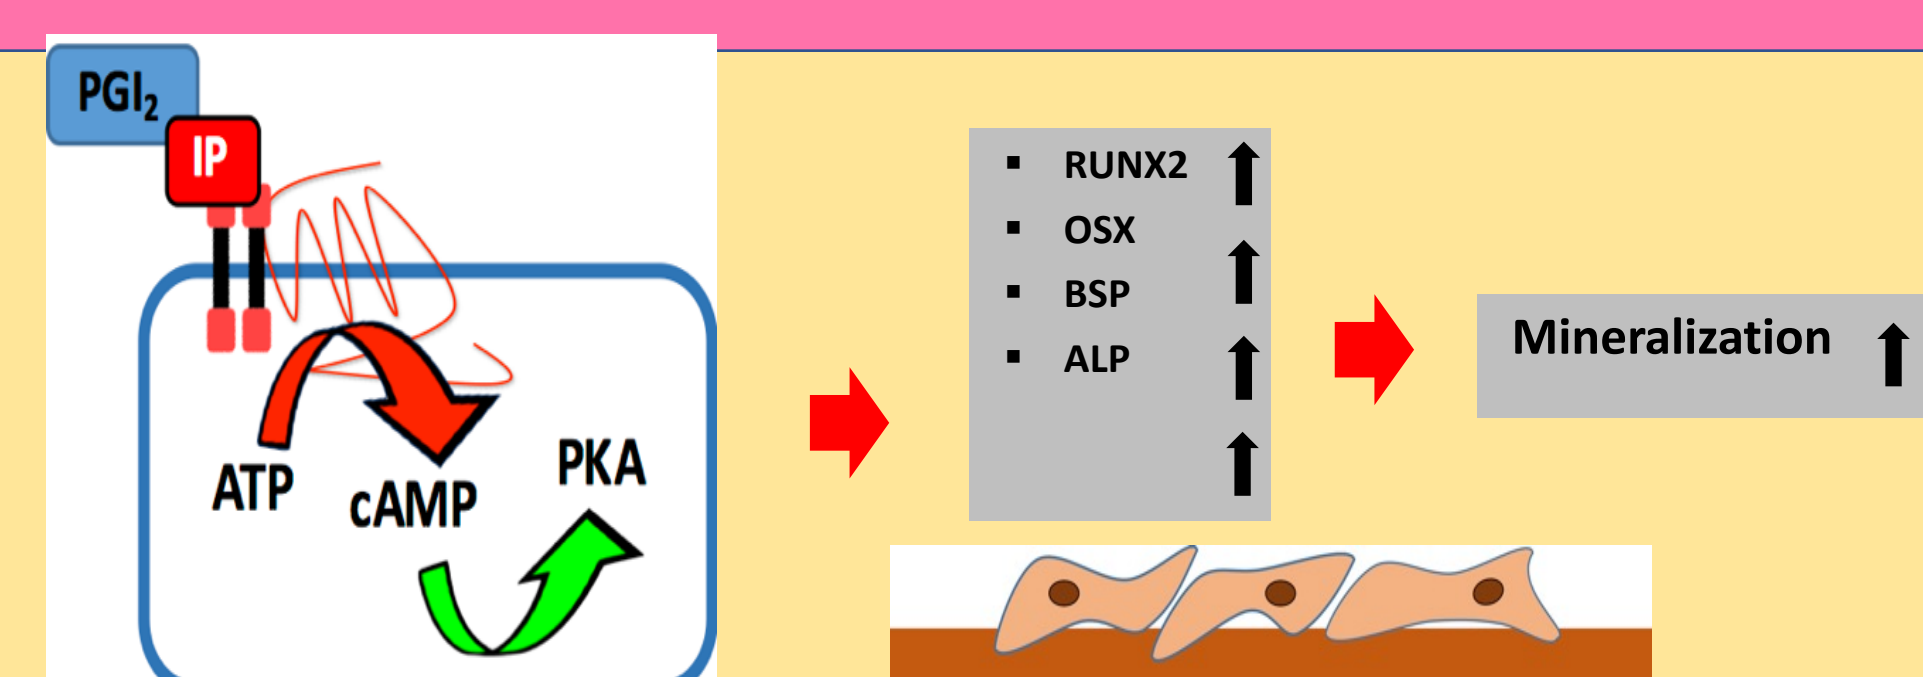 PGI₂
IP
ATP
cAMP
PKA
▪ RUNX2
▪ OSX
▪ BSP
▪ ALP
Mineralization